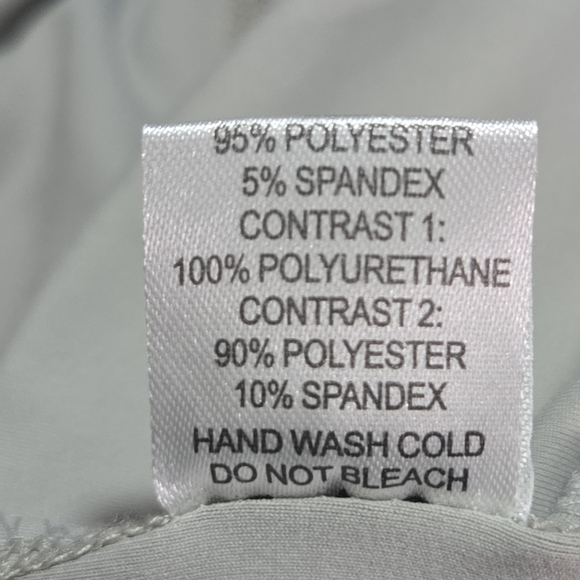 95% POLYESTER
5% SPANDEX
CONTRAST 1:
100% POLYURETHANE
CONTRAST 2:
90% POLYESTER
10% SPANDEX
HAND WASH COLD
DO NOT BLEACH